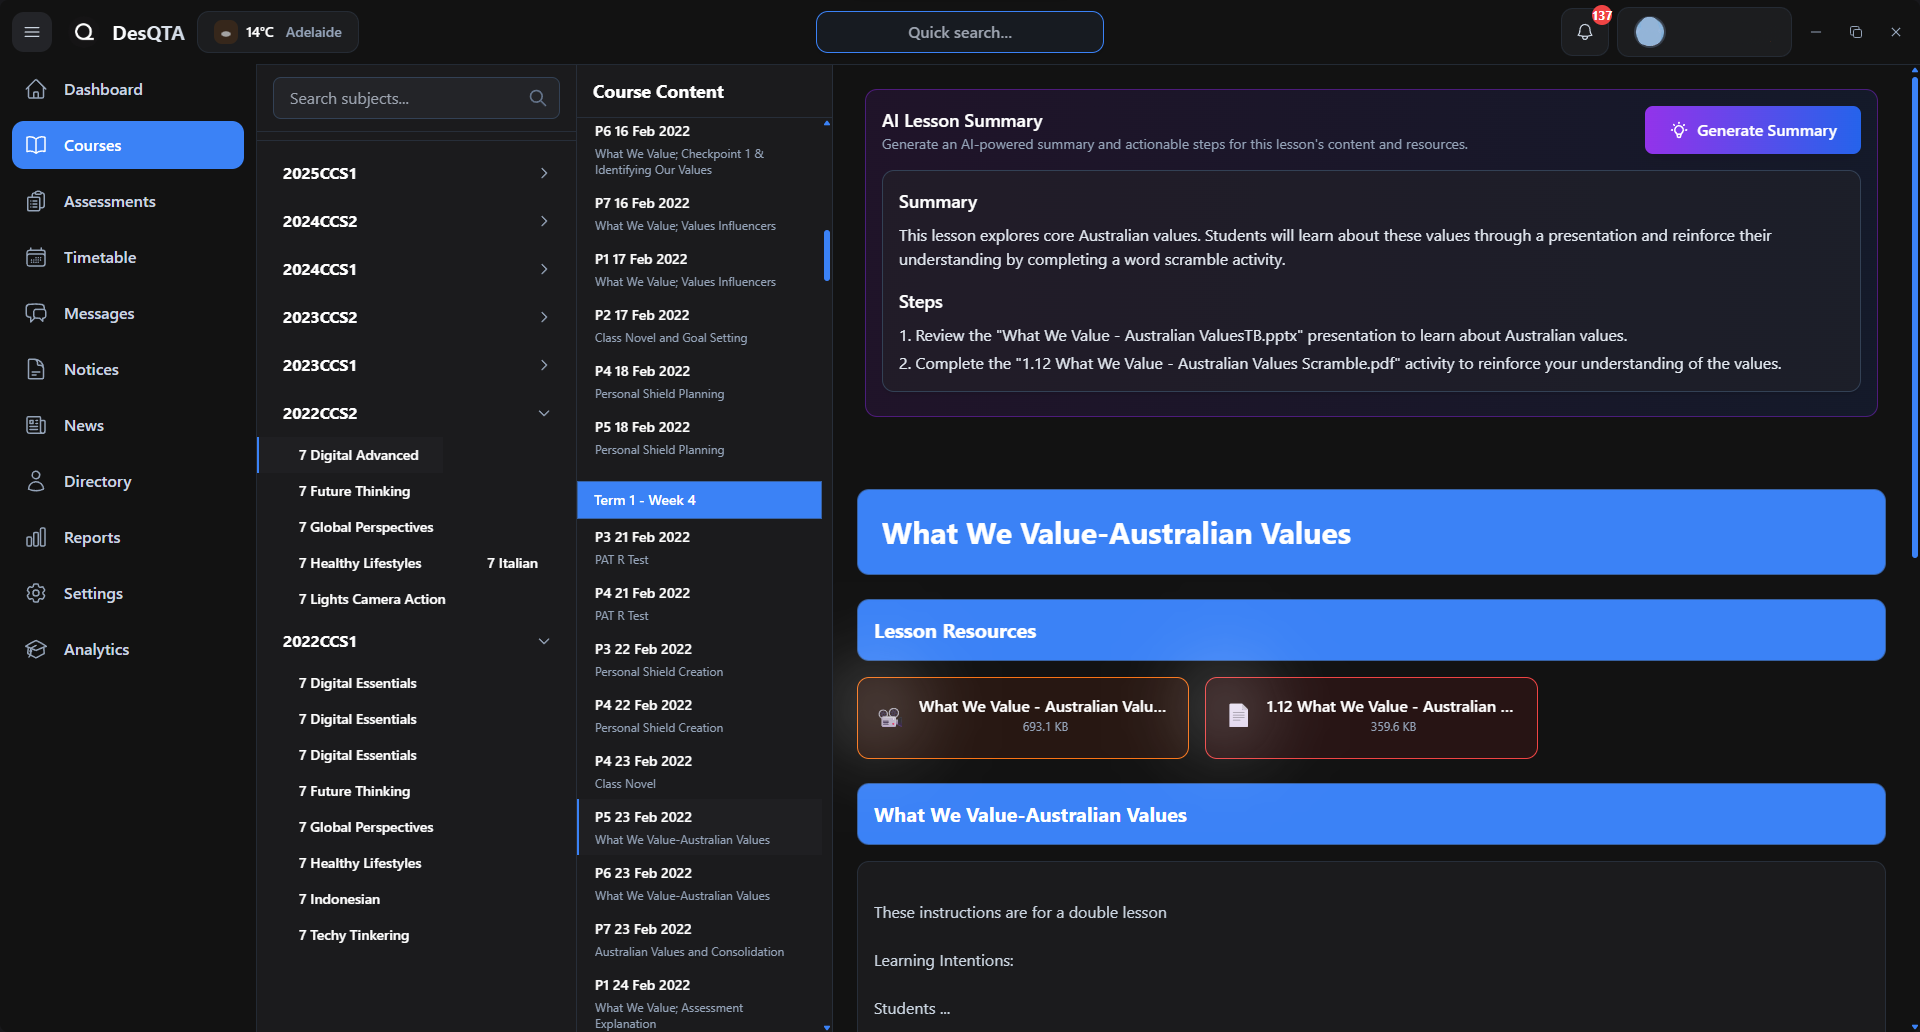 DesQTA
14°C Adelaide
Quick search...
137
Dashboard
Courses
Assessments
Timetable
Messages
Notices
News
Directory
Reports
Settings
Analytics
Search subjects...
2025CCS1
2024CCS2
2024CCS1
2023CCS2
2023CCS1
2022CCS2
7 Digital Advanced
7 Future Thinking
7 Global Perspectives
7 Healthy Lifestyles
7 Italian
7 Lights Camera Action
2022CCS1
7 Digital Essentials
7 Digital Essentials
7 Digital Essentials
7 Future Thinking
7 Global Perspectives
7 Healthy Lifestyles
7 Indonesian
7 Techy Tinkering
Course Content
P6 16 Feb 2022
What We Value; Checkpoint 1 &
Identifying Our Values
P7 16 Feb 2022
What We Value; Values Influencers
P1 17 Feb 2022
What We Value; Values Influencers
P2 17 Feb 2022
Class Novel and Goal Setting
P4 18 Feb 2022
Personal Shield Planning
P5 18 Feb 2022
Personal Shield Planning
Term 1 - Week 4
P3 21 Feb 2022
PAT R Test
P4 21 Feb 2022
PAT R Test
P3 22 Feb 2022
Personal Shield Creation
P4 22 Feb 2022
Personal Shield Creation
P4 23 Feb 2022
Class Novel
P5 23 Feb 2022
What We Value-Australian Values
P6 23 Feb 2022
What We Value-Australian Values
P7 23 Feb 2022
Australian Values and Consolidation
P1 24 Feb 2022
What We Value; Assessment
Explanation
AI Lesson Summary
Generate an AI-powered summary and actionable steps for this lesson's content and resources.
Generate Summary
Summary
This lesson explores core Australian values. Students will learn about these values through a presentation and reinforce their
understanding by completing a word scramble activity.
Steps
1. Review the "What We Value - Australian ValuesTB.pptx" presentation to learn about Australian values.
2. Complete the "1.12 What We Value - Australian Values Scramble.pdf" activity to reinforce your understanding of the values.
What We Value-Australian Values
Lesson Resources
What We Value - Australian Valu...
693.1 KB
1.12 What We Value - Australian ...
359.6 KB
What We Value-Australian Values
These instructions are for a double lesson
Learning Intentions:
Students ...